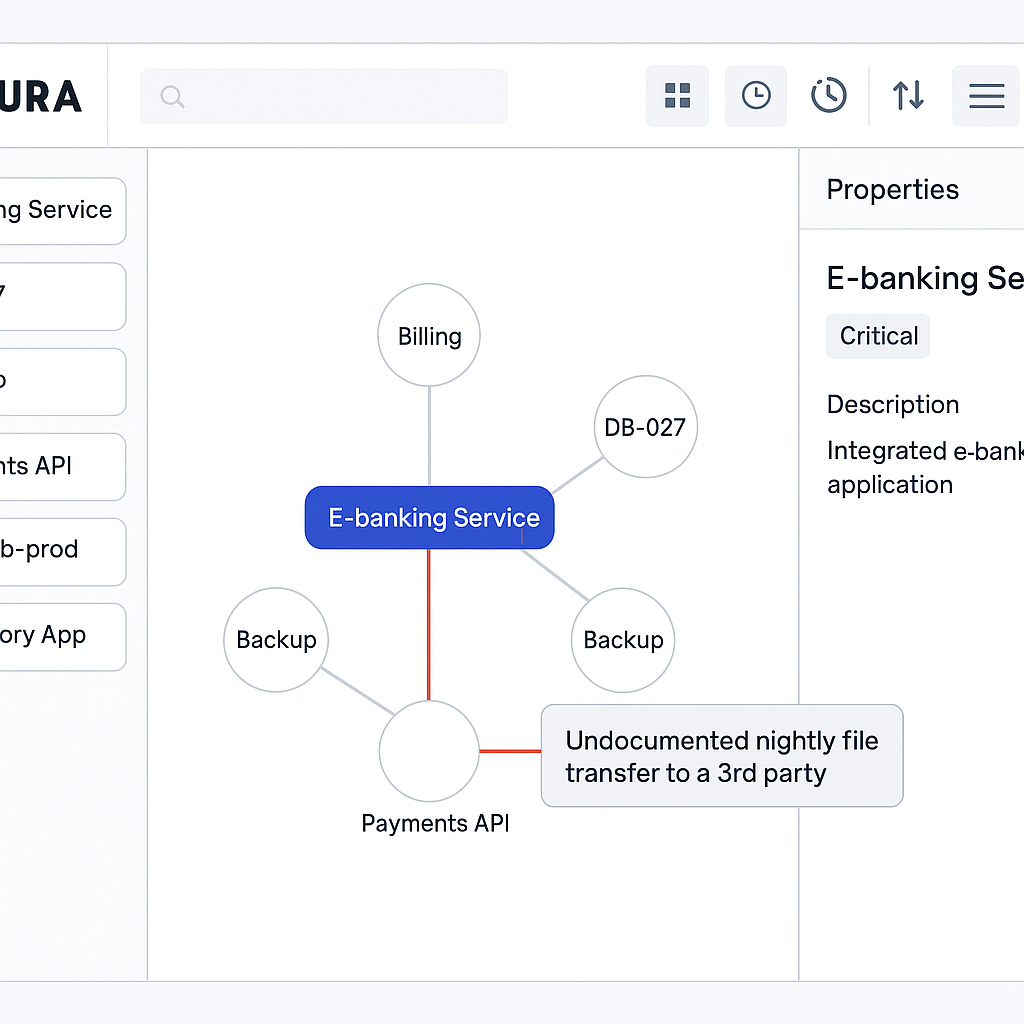 URA
ng Service
7
o
nts API
b-prod
ory App
Billing
DB-027
E-banking Service
Backup
Backup
Undocumented nightly file
transfer to a 3rd party
Payments API
Properties
E-banking Se
Critical
Description
Integrated e-bank
application